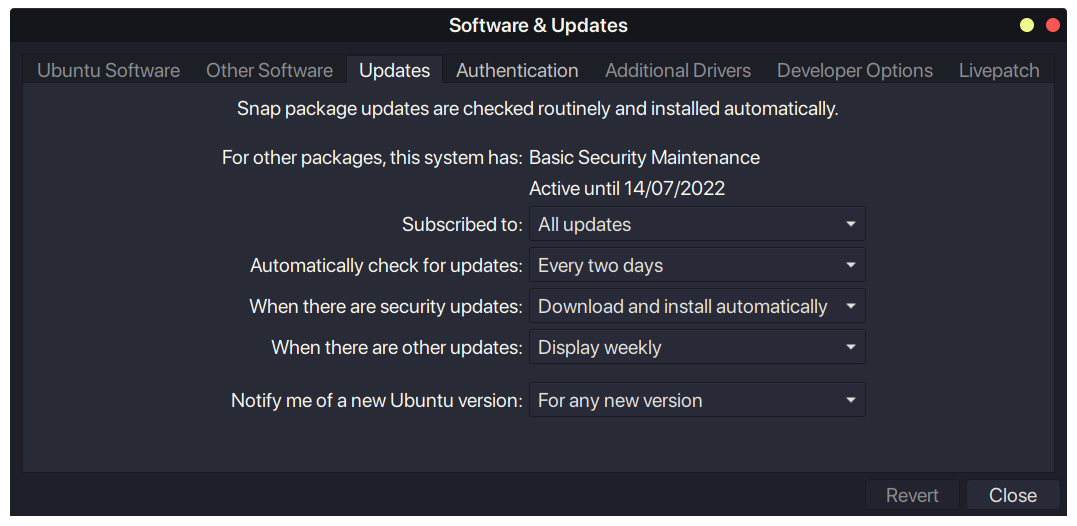 Software & Updates
Ubuntu Software Other Software Updates Authentication Additional Drivers Developer Options Livepatch
Snap package updates are checked routinely and installed automatically.
For other packages, this system has: Basic Security Maintenance
Active until 14/07/2022
Subscribed to: All updates
Automatically check for updates: Every two days
When there are security updates: Download and install automatically
When there are other updates: Display weekly
Notify me of a new Ubuntu version: For any new version
Revert Close